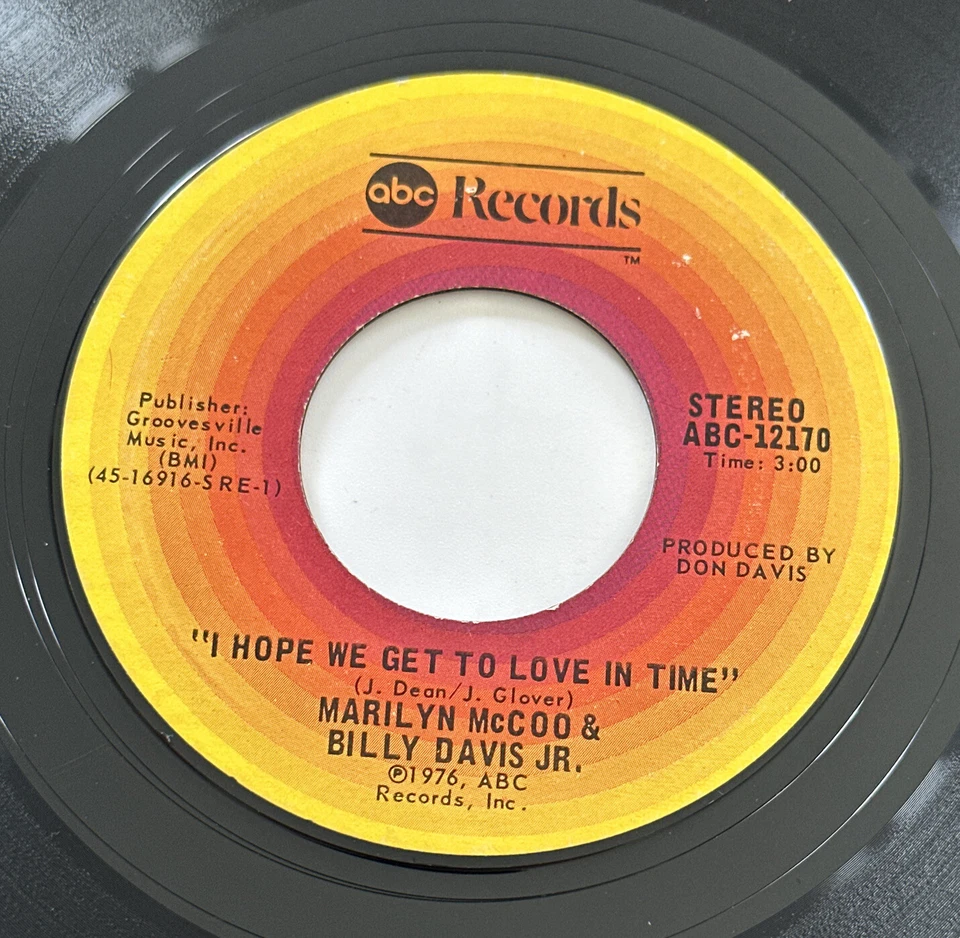 abc Records
TM
Publisher:
Groovesville
Music, Inc.
(BMI)
(45-16916-S RE-1)
STEREO
ABC-12170
Time: 3:00
PRODUCED BY
DON DAVIS
"I HOPE WE GET TO LOVE IN TIME"
(J. Dean/J. Glover)
MARILYN McCOO &
BILLY DAVIS JR.
Ⓟ1976, ABC
Records, Inc.